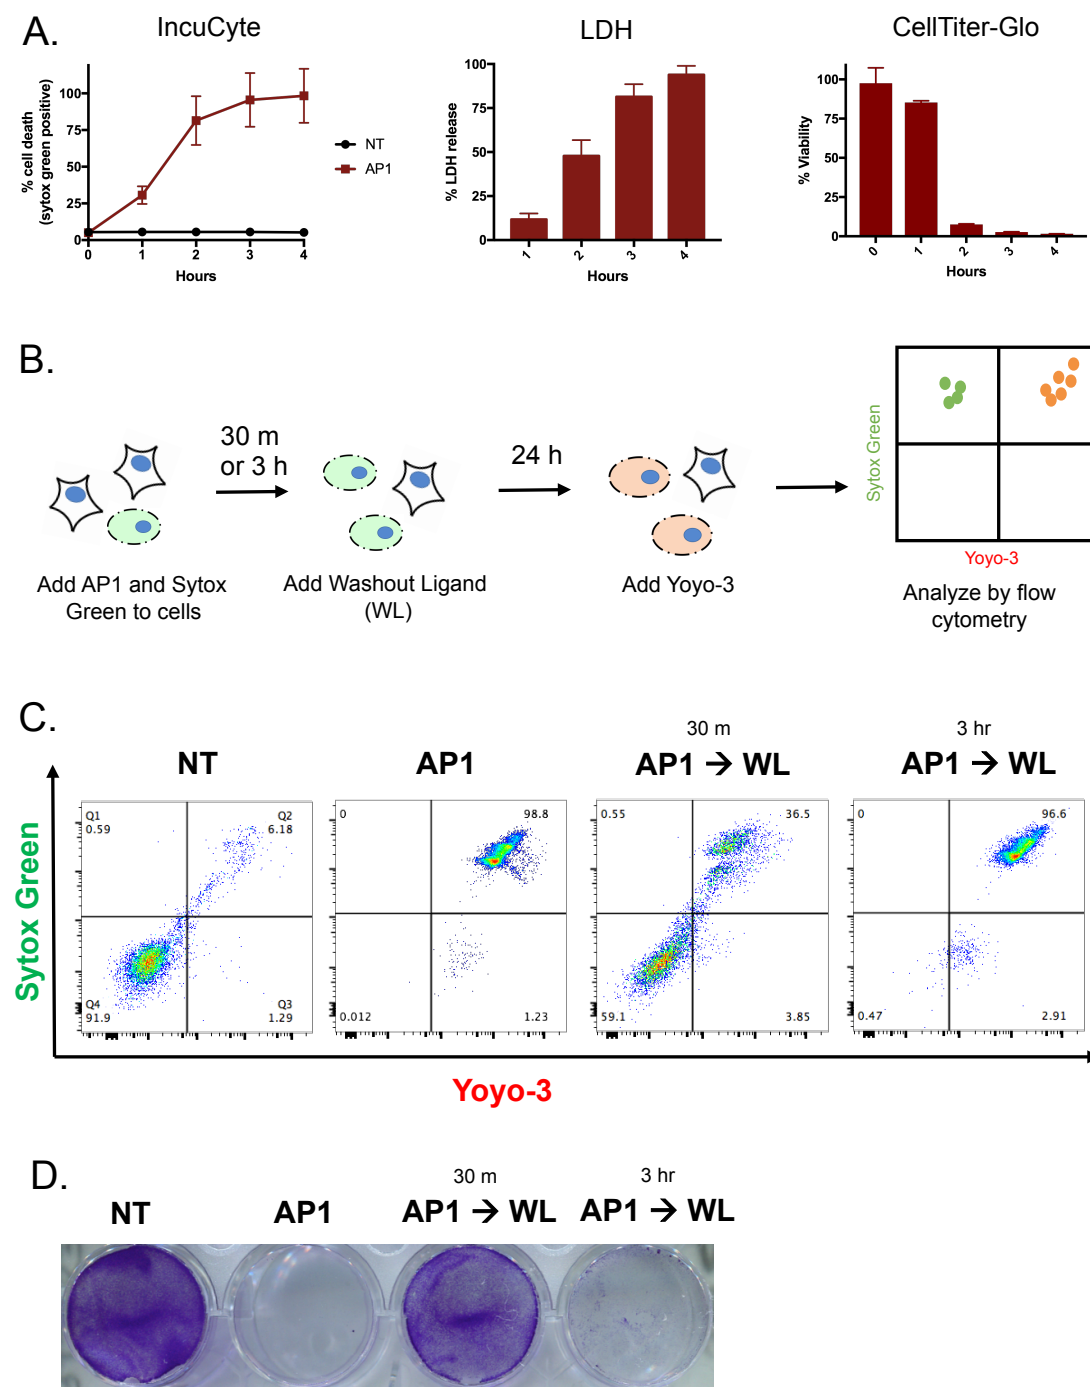 A.
IncuCyte
LDH
CellTiter-Glo
% cell death
(sytox green positive)
100
75
50
25
0
0 1 2 3 4
Hours
NT
AP1
% LDH release
100
75
50
25
0
1 2 3 4
Hours
% Viability
100
75
50
25
0
0 1 2 3 4
Hours
B.
30 m
or 3 h
24 h
Add AP1 and Sytox
Green to cells
Add Washout Ligand
(WL)
Add Yoyo-3
Sytox Green
Yoyo-3
Analyze by flow
cytometry
C.
NT
AP1
30 m
AP1 → WL
3 hr
AP1 → WL
Sytox Green
Q1
0.59
Q2
6.18
Q4
91.9
Q3
1.29
0
98.8
0.012
1.23
0.55
36.5
59.1
3.85
0
96.6
0.47
2.91
Yoyo-3
D.
NT
AP1
30 m
AP1 → WL
3 hr
AP1 → WL